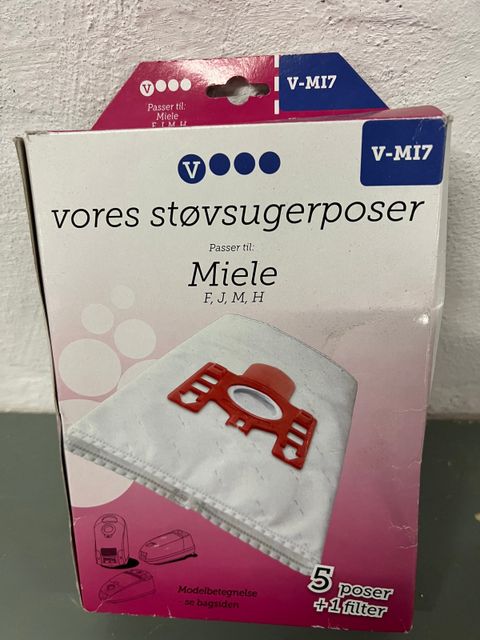 V
Passer til:
Miele
F, J, M, H
V-MI7
V
V-MI7
vores støvsugerposer
Passer til:
Miele
F, J, M, H
Modelbetegnelse
- se bagsiden
5 poser
+ 1 filter